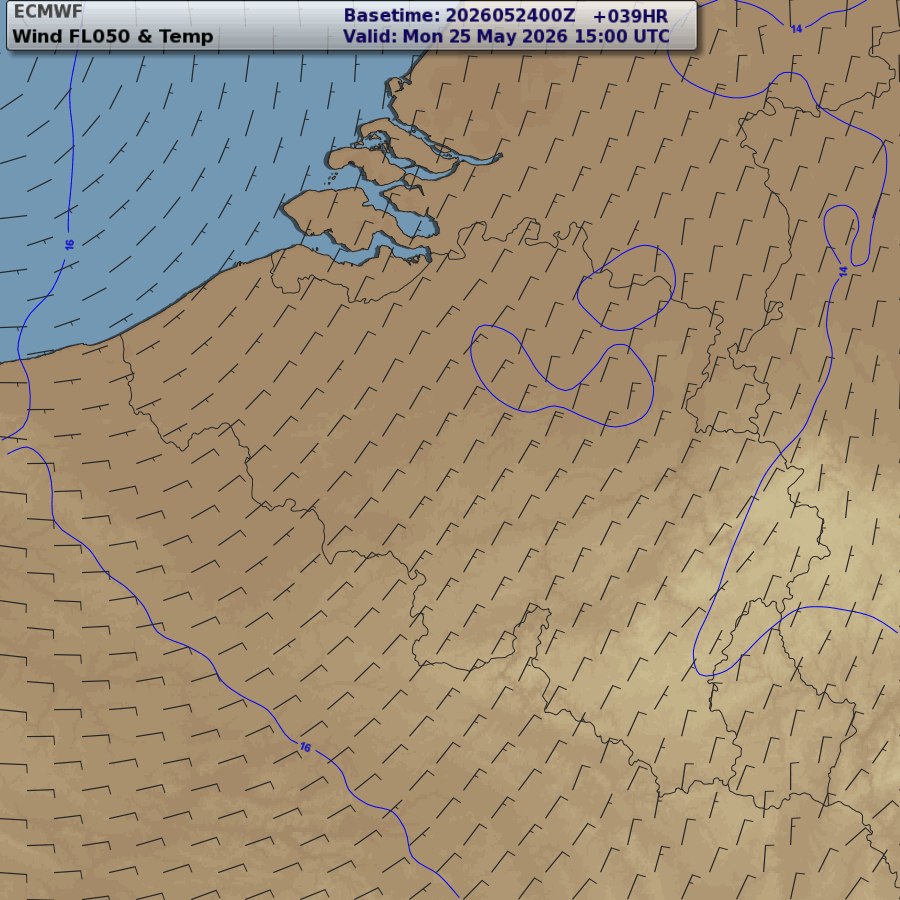 ECMWF
Basetime: 2026052400Z +039HR
Wind FL050 & Temp
Valid: Mon 25 May 2026 15:00 UTC
14
16
14
16